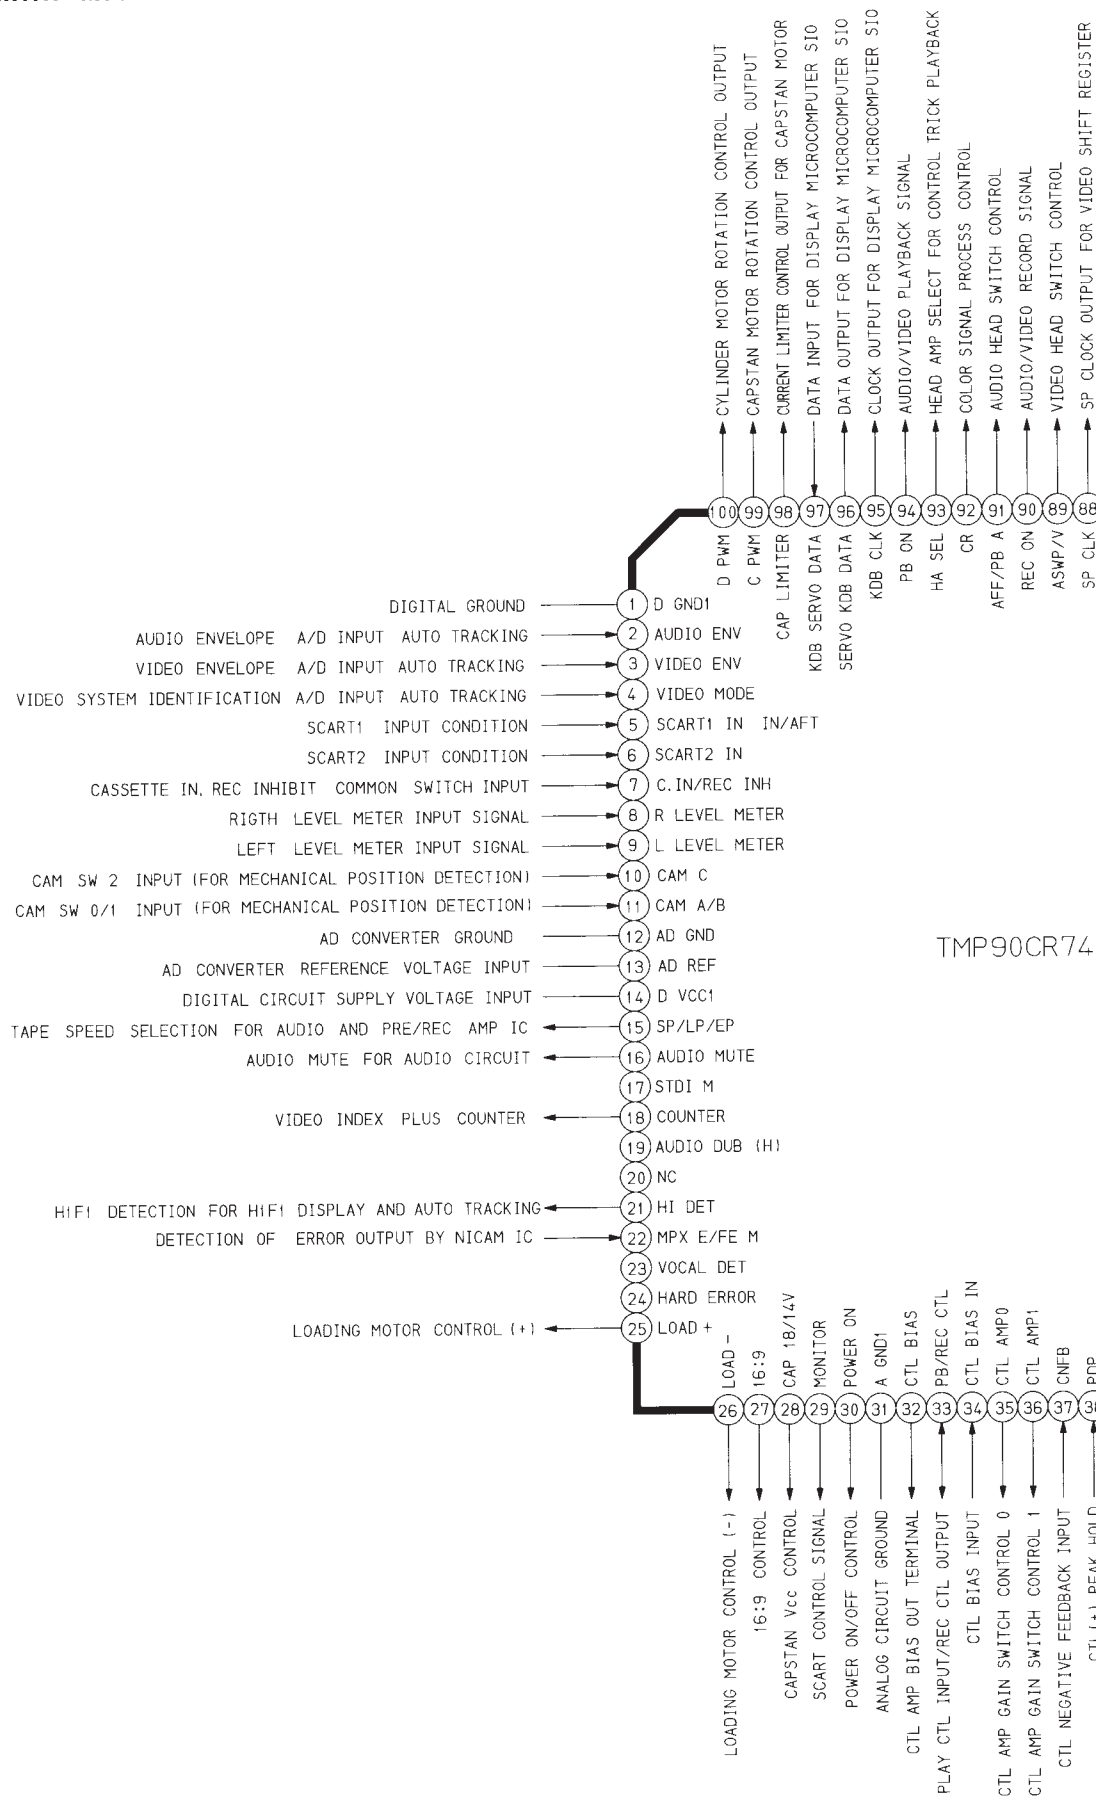 CYLINDER MOTOR ROTATION CONTROL OUTPUT
CAPSTAN MOTOR ROTATION CONTROL OUTPUT
CURRENT LIMITER CONTROL OUTPUT FOR CAPSTAN MOTOR
DATA INPUT FOR DISPLAY MICROCOMPUTER SIO
DATA OUTPUT FOR DISPLAY MICROCOMPUTER SIO
CLOCK OUTPUT FOR DISPLAY MICROCOMPUTER SIO
AUDIO/VIDEO PLAYBACK SIGNAL
HEAD AMP SELECT FOR CONTROL TRICK PLAYBACK
COLOR SIGNAL PROCESS CONTROL
AUDIO HEAD SWITCH CONTROL
AUDIO/VIDEO RECORD SIGNAL
VIDEO HEAD SWITCH CONTROL
SP CLOCK OUTPUT FOR VIDEO SHIFT REGISTER
100 99 98 97 96 95 94 93 92 91 90 89 88
D PWM
C PWM
CAP LIMITER
KDB SERVO DATA
SERVO KDB DATA
KDB CLK
PB ON
HA SEL
CR
AFF/PB A
REC ON
ASWP/V
SP CLK
DIGITAL GROUND 1 D GND1
AUDIO ENVELOPE A/D INPUT AUTO TRACKING 2 AUDIO ENV
VIDEO ENVELOPE A/D INPUT AUTO TRACKING 3 VIDEO ENV
VIDEO SYSTEM IDENTIFICATION A/D INPUT AUTO TRACKING 4 VIDEO MODE
SCART1 INPUT CONDITION 5 SCART1 IN IN/AFT
SCART2 INPUT CONDITION 6 SCART2 IN
CASSETTE IN, REC INHIBIT COMMON SWITCH INPUT 7 C.IN/REC INH
RIGTH LEVEL METER INPUT SIGNAL 8 R LEVEL METER
LEFT LEVEL METER INPUT SIGNAL 9 L LEVEL METER
CAM SW 2 INPUT (FOR MECHANICAL POSITION DETECTION) 10 CAM C
CAM SW 0/1 INPUT (FOR MECHANICAL POSITION DETECTION) 11 CAM A/B
AD CONVERTER GROUND 12 AD GND
TMP90CR74
AD CONVERTER REFERENCE VOLTAGE INPUT 13 AD REF
DIGITAL CIRCUIT SUPPLY VOLTAGE INPUT 14 D VCC1
TAPE SPEED SELECTION FOR AUDIO AND PRE/REC AMP IC 15 SP/LP/EP
AUDIO MUTE FOR AUDIO CIRCUIT 16 AUDIO MUTE
17 STDI M
VIDEO INDEX PLUS COUNTER 18 COUNTER
19 AUDIO DUB (H)
20 NC
HIFI DETECTION FOR HIFI DISPLAY AND AUTO TRACKING 21 HI DET
DETECTION OF ERROR OUTPUT BY NICAM IC 22 MPX E/FE M
23 VOCAL DET
24 HARD ERROR
LOADING MOTOR CONTROL (+) 25 LOAD +
LOAD -
16:9
CAP 18/14V
MONITOR
POWER ON
A GND1
CTL BIAS
PB/REC CTL
CTL BIAS IN
CTL AMP0
CTL AMP1
CNFB
26 27 28 29 30 31 32 33 34 35 36 37 38
LOADING MOTOR CONTROL (-)
16:9 CONTROL
CAPSTAN Vcc CONTROL
SCART CONTROL SIGNAL
POWER ON/OFF CONTROL
ANALOG CIRCUIT GROUND
CTL AMP BIAS OUT TERMINAL
PLAY CTL INPUT/REC CTL OUTPUT
CTL BIAS INPUT
CTL AMP GAIN SWITCH CONTROL 0
CTL AMP GAIN SWITCH CONTROL 1
CTL NEGATIVE FEEDBACK INPUT
CTL (+) PEAK HOLD